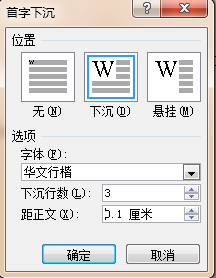 首字下沉
位置
W W W
无(N) 下沉(D) 悬挂(M)
选项
字体(F):
华文行楷
下沉行数(L): 3
距正文(X): 0.1 厘米
确定 取消